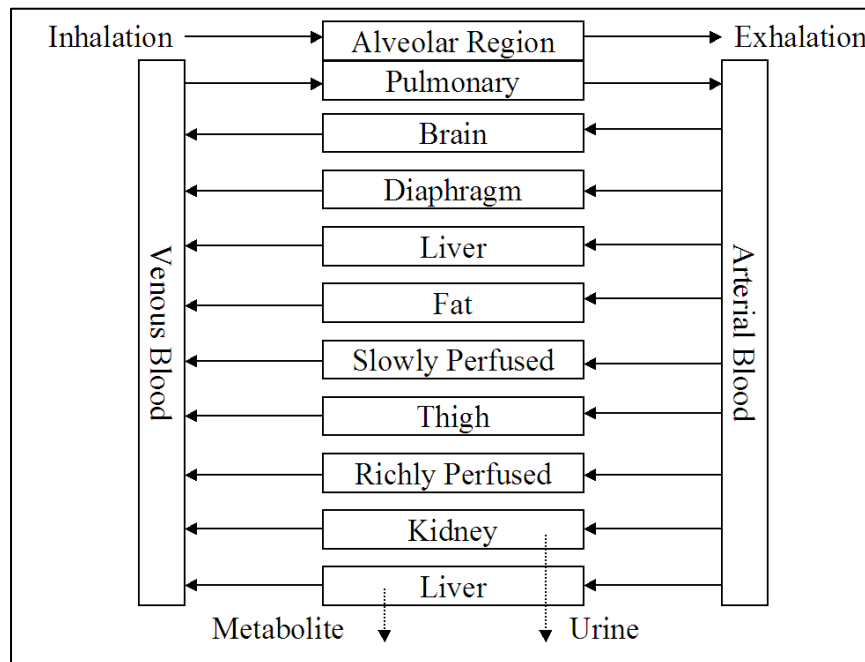 Inhalation
Alveolar Region
Exhalation
Pulmonary
Brain
Diaphragm
Liver
Fat
Slowly Perfused
Thigh
Richly Perfused
Kidney
Liver
Venous Blood
Arterial Blood
Metabolite
Urine